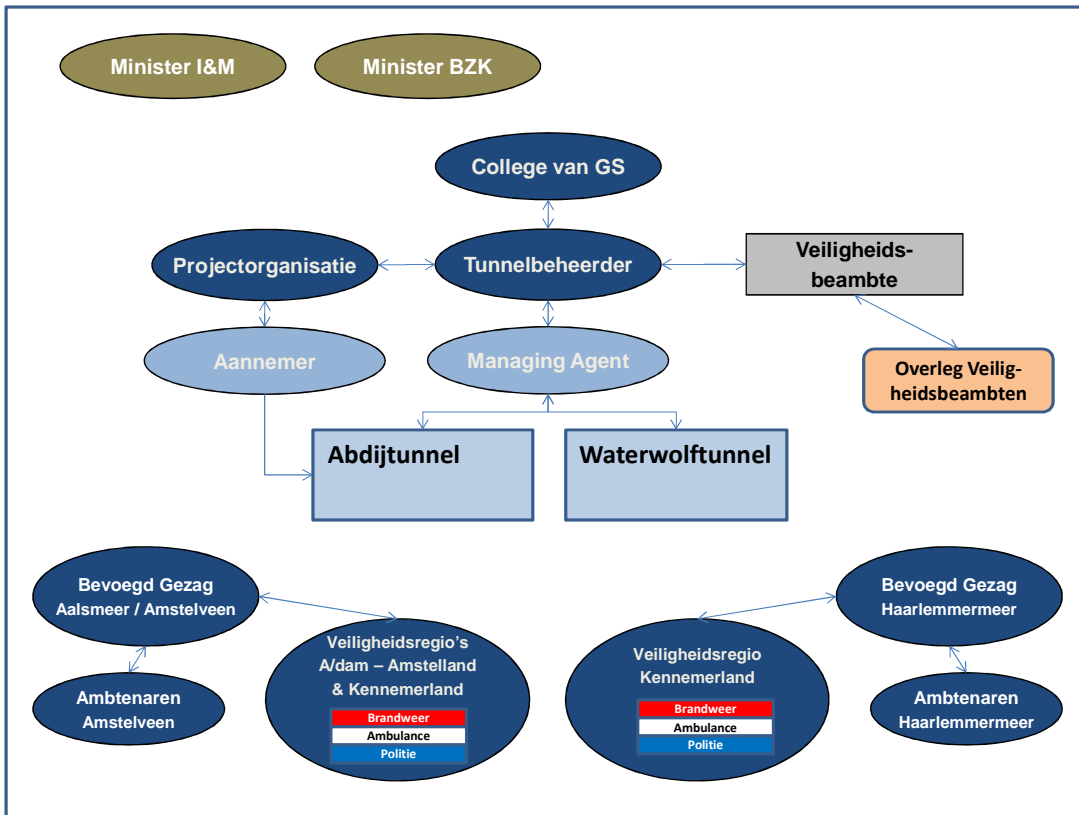 Minister I&M
Minister BZK
College van GS
Projectorganisatie
Tunnelbeheerder
Veiligheids-
beambte
Aannemer
Managing Agent
Overleg Veilig-
heidsbeambten
Abdijtunnel
Waterwolftunnel
Bevoegd Gezag
Aalsmeer / Amstelveen
Bevoegd Gezag
Haarlemmermeer
Veiligheidsregio's
A/dam – Amstelland
& Kennemerland
Brandweer
Ambulance
Politie
Veiligheidsregio
Kennemerland
Brandweer
Ambulance
Politie
Ambtenaren
Amstelveen
Ambtenaren
Haarlemmermeer